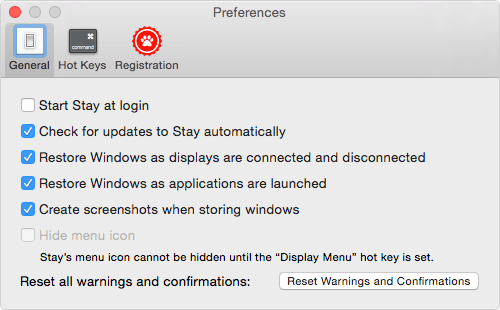 Preferences
command
General
Hot Keys
Registration
Start Stay at login
Check for updates to Stay automatically
Restore Windows as displays are connected and disconnected
Restore Windows as applications are launched
Create screenshots when storing windows
Hide menu icon
Stay's menu icon cannot be hidden until the “Display Menu” hot key is set.
Reset all warnings and confirmations:
Reset Warnings and Confirmations